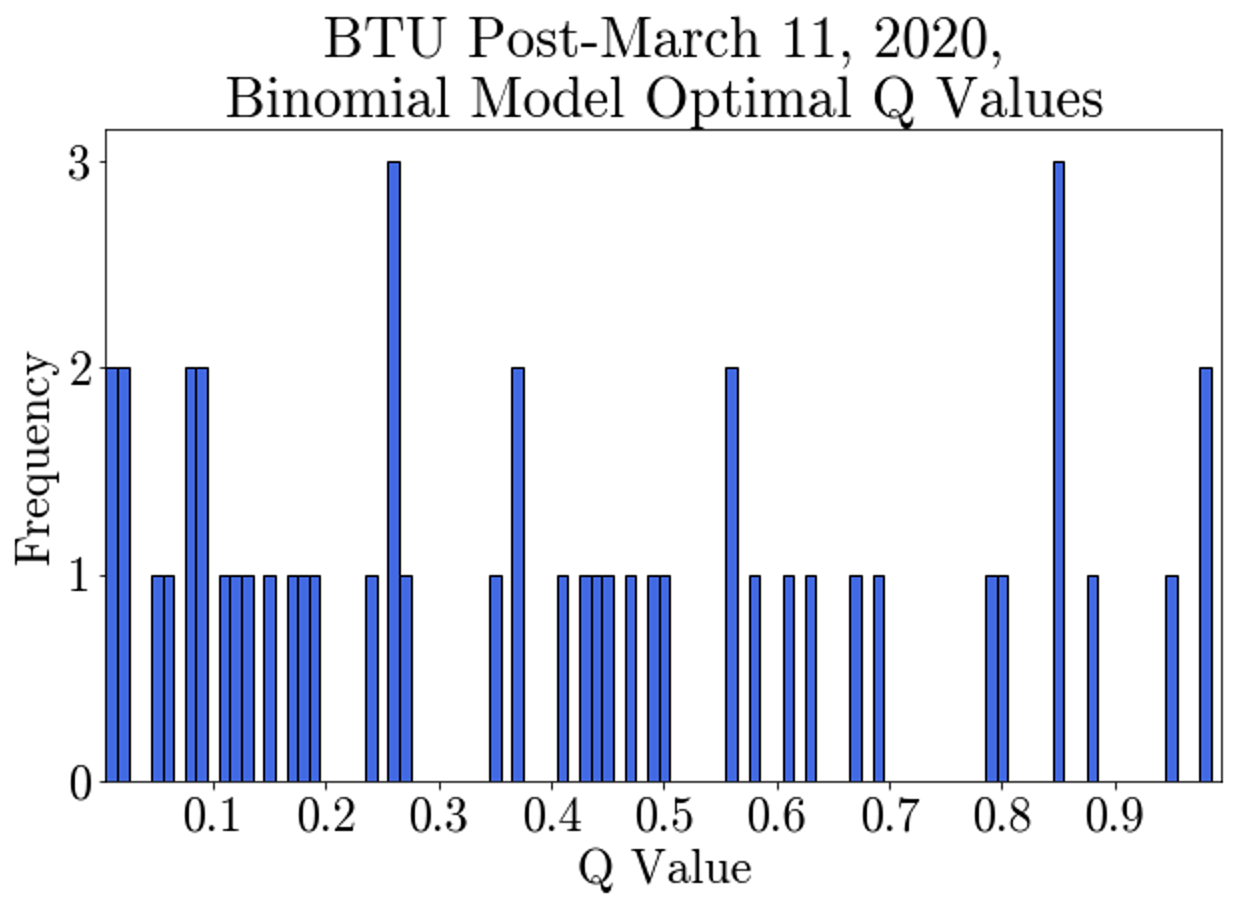 BTU Post-March 11, 2020,
Binomial Model Optimal Q Values
3
2
1
0
Frequency
0.1 0.2 0.3 0.4 0.5 0.6 0.7 0.8 0.9
Q Value